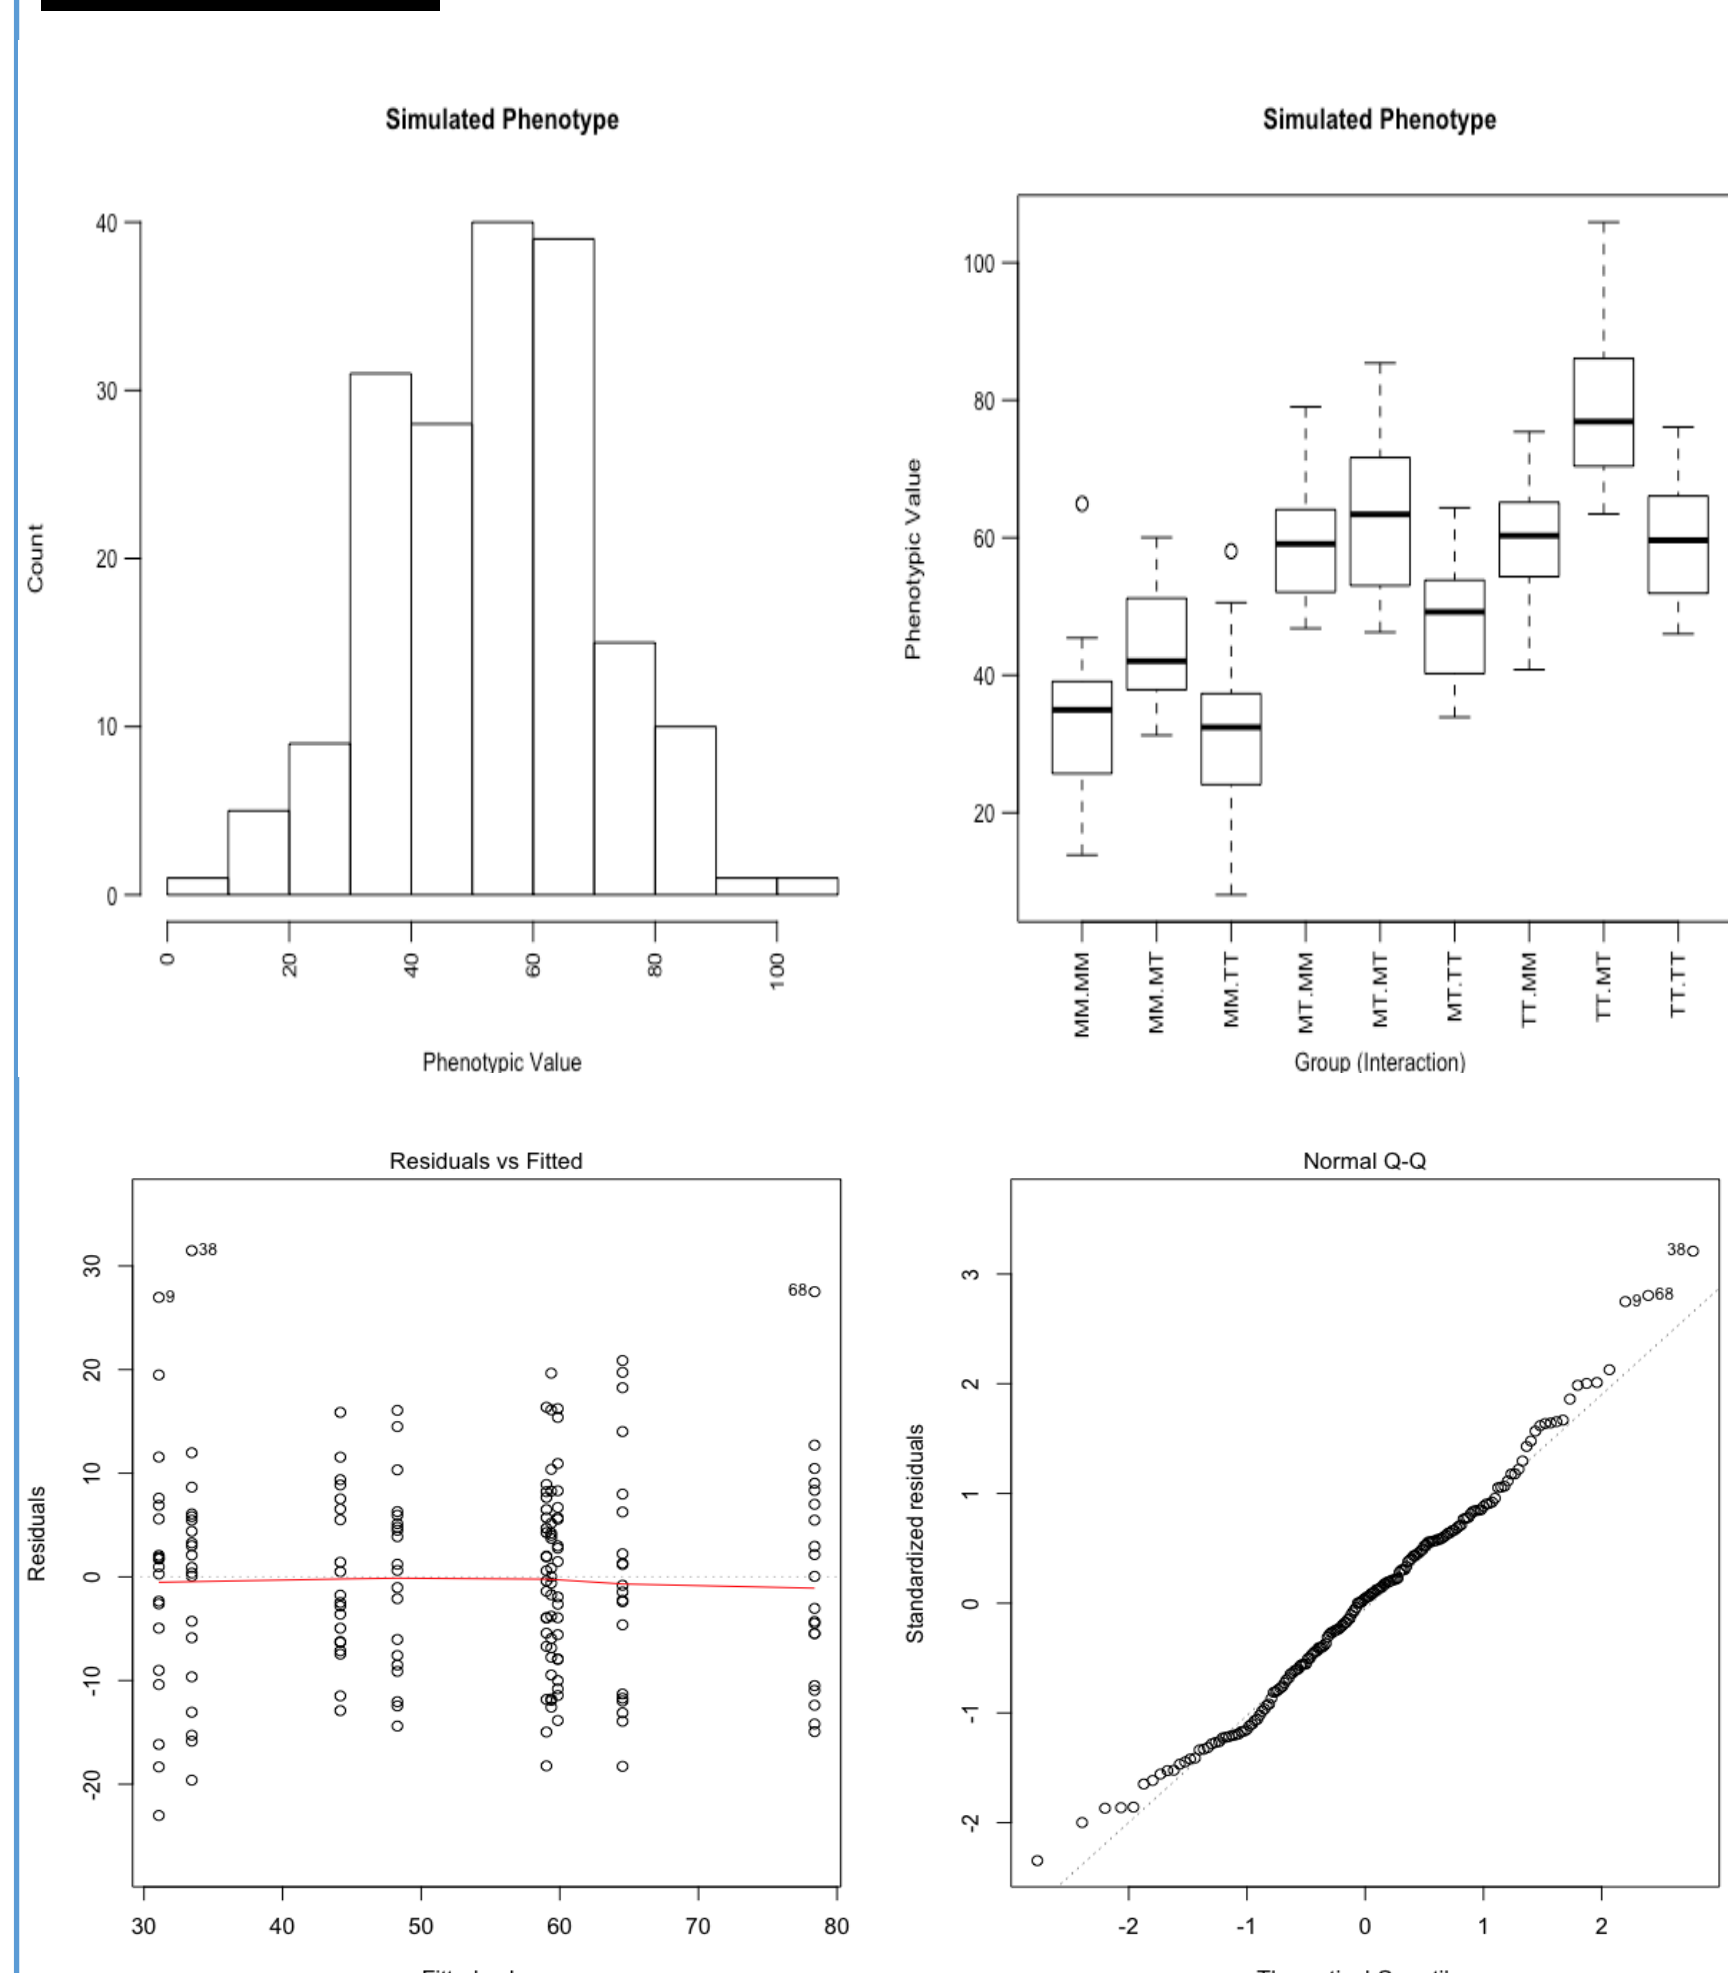 Simulated Phenotype
Count
40
30
20
10
0
0
20
40
60
80
100
Phenotypic Value
Simulated Phenotype
Phenotypic Value
100
80
60
40
20
MM.MM
MM.MT
MM.TT
MT.MM
MT.MT
MT.TT
TT.MM
TT.MT
TT.TT
Group (Interaction)
Residuals vs Fitted
Residuals
30
20
10
0
-10
-20
38
9
68
30
40
50
60
70
80
Normal Q-Q
Standardized residuals
3
2
1
0
-1
-2
38
9
68
-2
-1
0
1
2